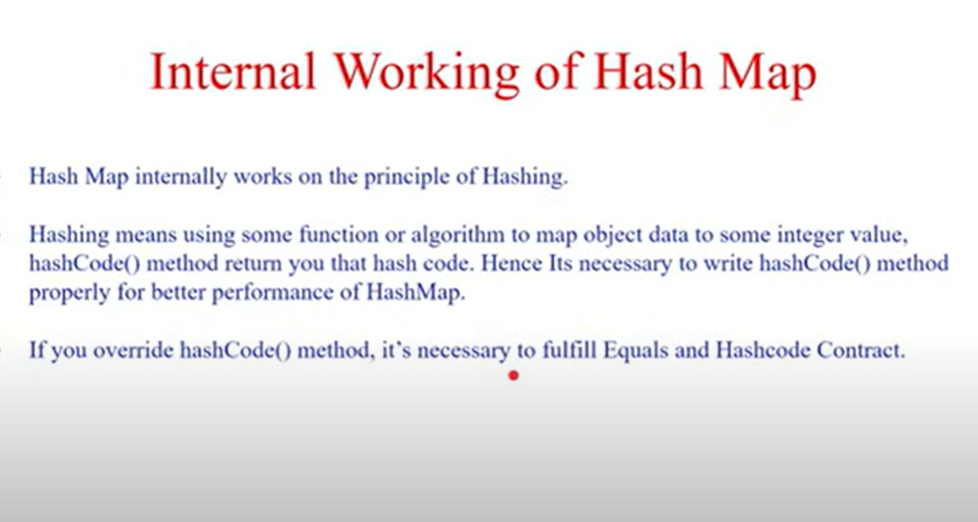 Internal Working of Hash Map
Hash Map internally works on the principle of Hashing.
Hashing means using some function or algorithm to map object data to some integer value,
hashCode() method return you that hash code. Hence Its necessary to write hashCode() method
properly for better performance of HashMap.
If you override hashCode() method, it’s necessary to fulfill Equals and Hashcode Contract.